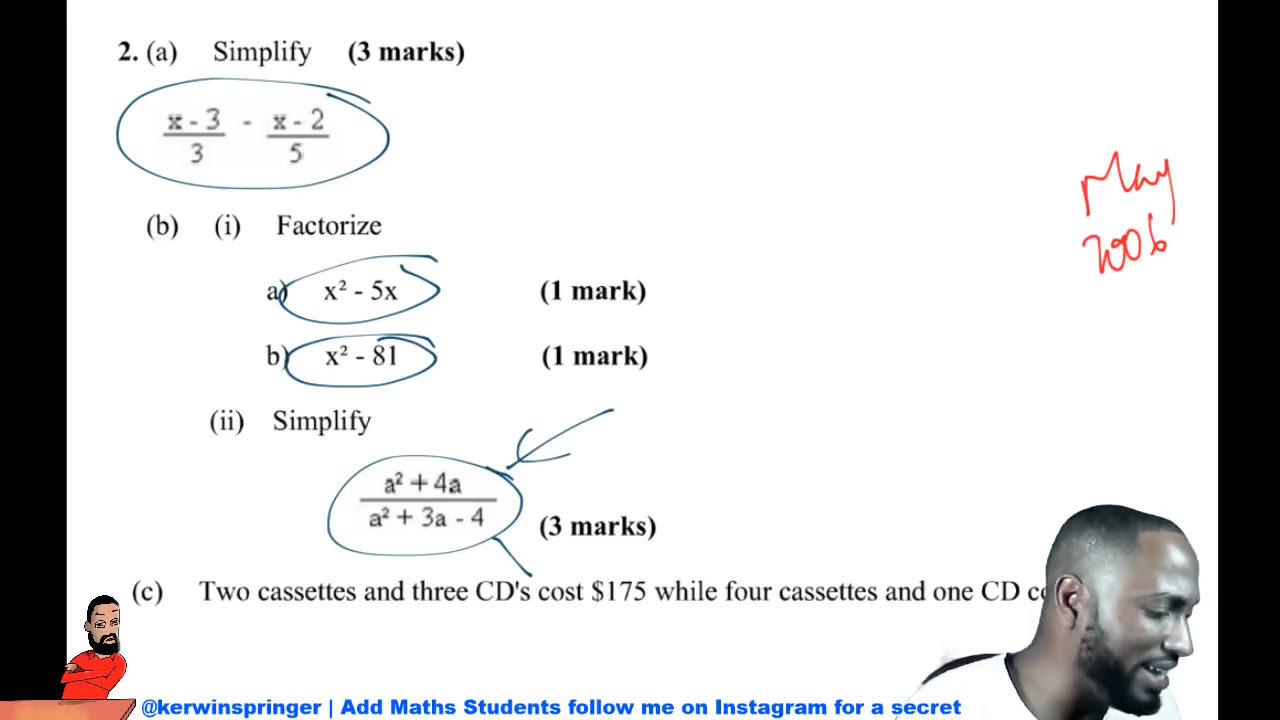 2. (a) Simplify (3 marks)
x - 3 / 3 - x - 2 / 5
May
2006
(b) (i) Factorize
a) x² - 5x (1 mark)
b) x² - 81 (1 mark)
(ii) Simplify
a² + 4a / a² + 3a - 4 (3 marks)
(c) Two cassettes and three CD's cost $175 while four cassettes and one CD
@kerwinspringer | Add Maths Students follow me on Instagram for a secret